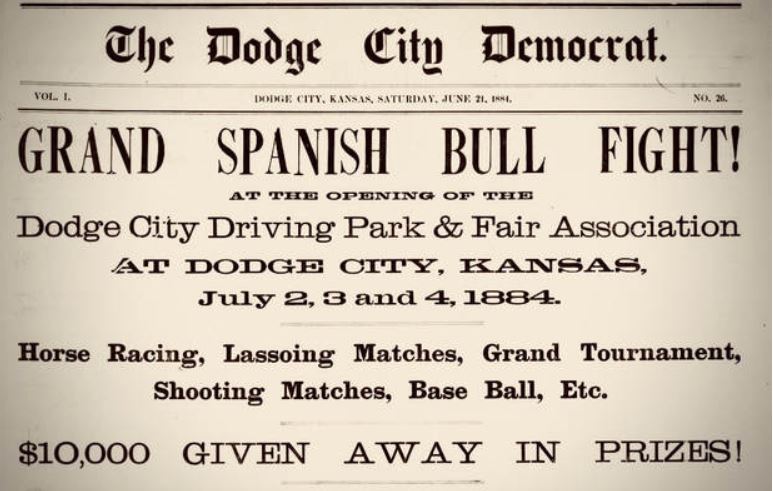 The Dodge City Democrat.
VOL. I. DODGE CITY, KANSAS, SATURDAY, JUNE 21, 1884. NO. 26.
GRAND SPANISH BULL FIGHT!
AT THE OPENING OF THE
Dodge City Driving Park & Fair Association
AT DODGE CITY, KANSAS,
July 2, 3 and 4, 1884.
Horse Racing, Lassoing Matches, Grand Tournament,
Shooting Matches, Base Ball, Etc.
$10,000 GIVEN AWAY IN PRIZES!